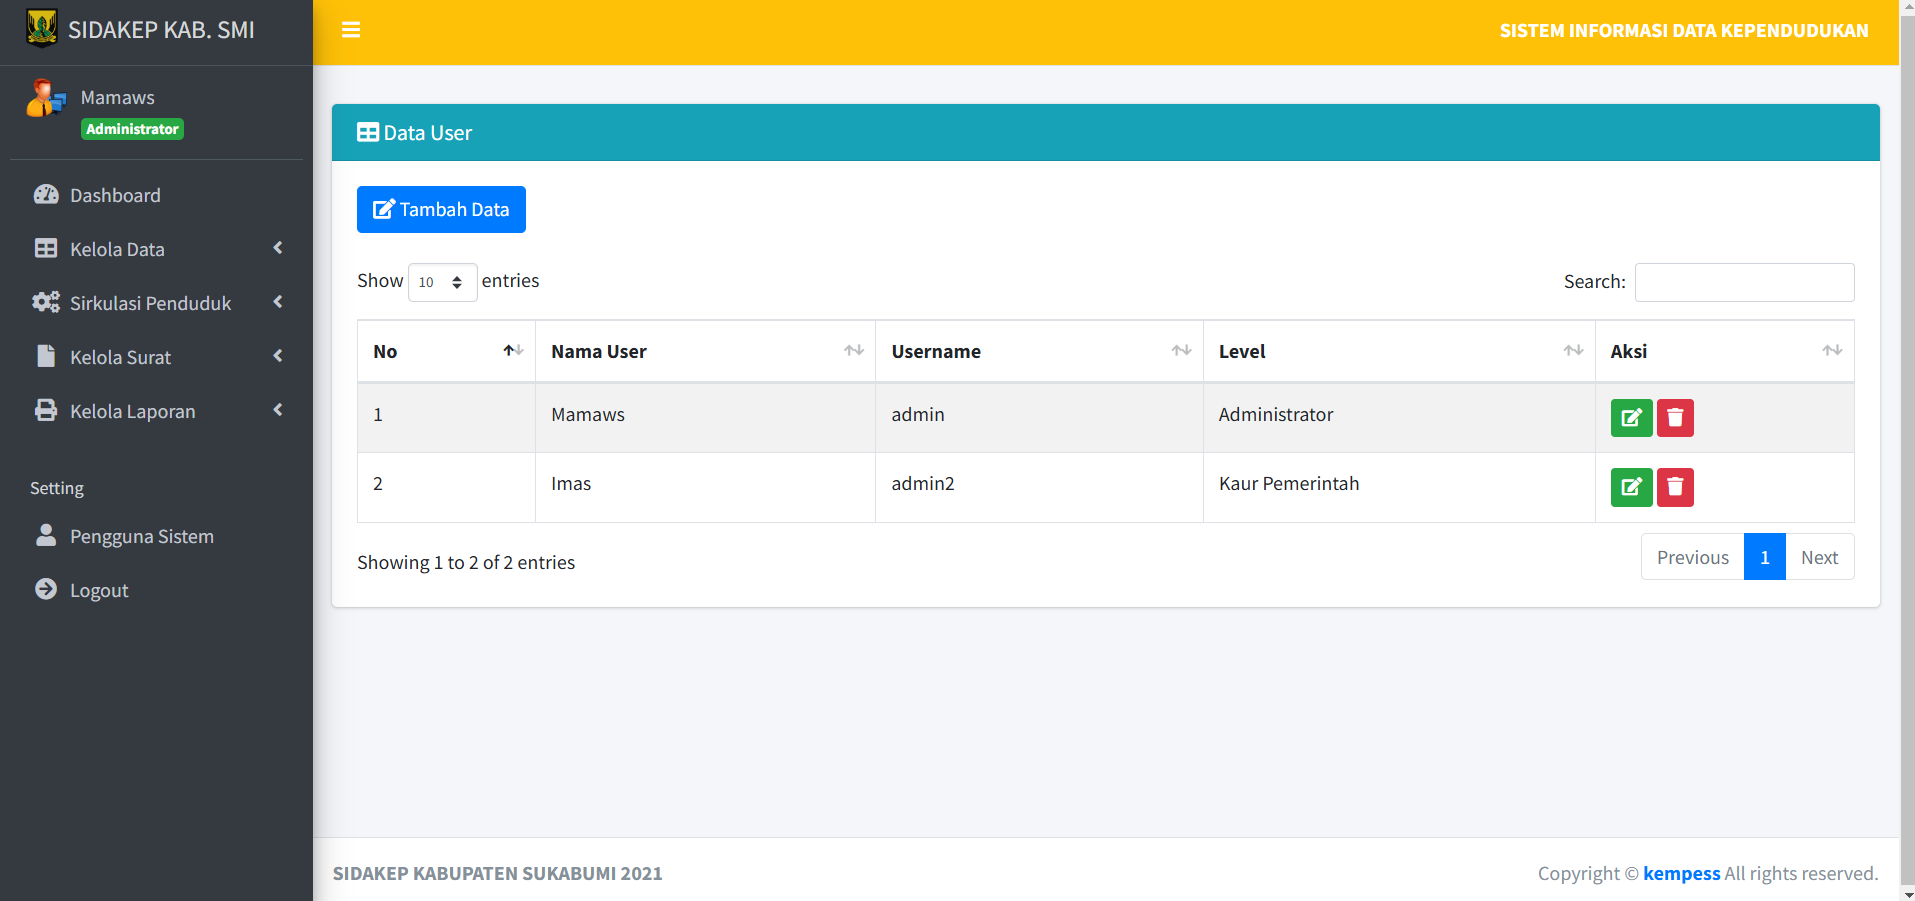 SIDAKEP KAB. SMI
SISTEM INFORMASI DATA KEPENDUDUKAN
Mamaws
Administrator
Dashboard
Kelola Data
Sirkulasi Penduduk
Kelola Surat
Kelola Laporan
Setting
Pengguna Sistem
Logout
Data User
Tambah Data
Show 10 entries
Search:
No Nama User Username Level Aksi
1 Mamaws admin Administrator
2 Imas admin2 Kaur Pemerintah
Showing 1 to 2 of 2 entries
Previous 1 Next
SIDAKEP KABUPATEN SUKABUMI 2021
Copyright © kempess All rights reserved.